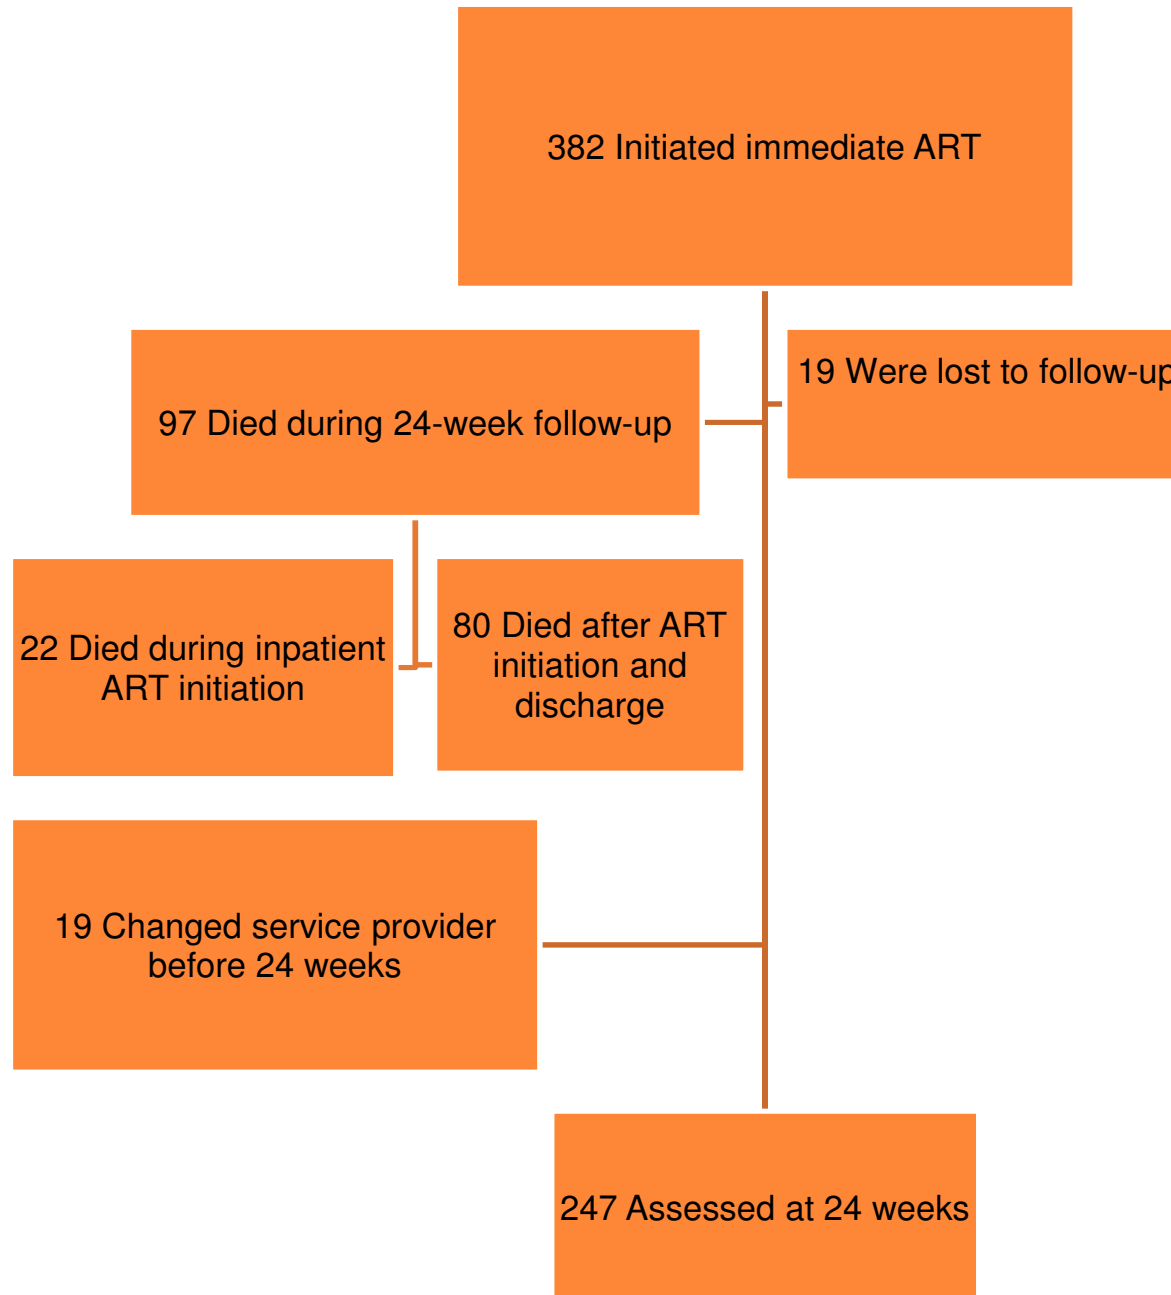 382 Initiated immediate ART
19 Were lost to follow-up
97 Died during 24-week follow-up
22 Died during inpatient
ART initiation
80 Died after ART
initiation and
discharge
19 Changed service provider
before 24 weeks
247 Assessed at 24 weeks